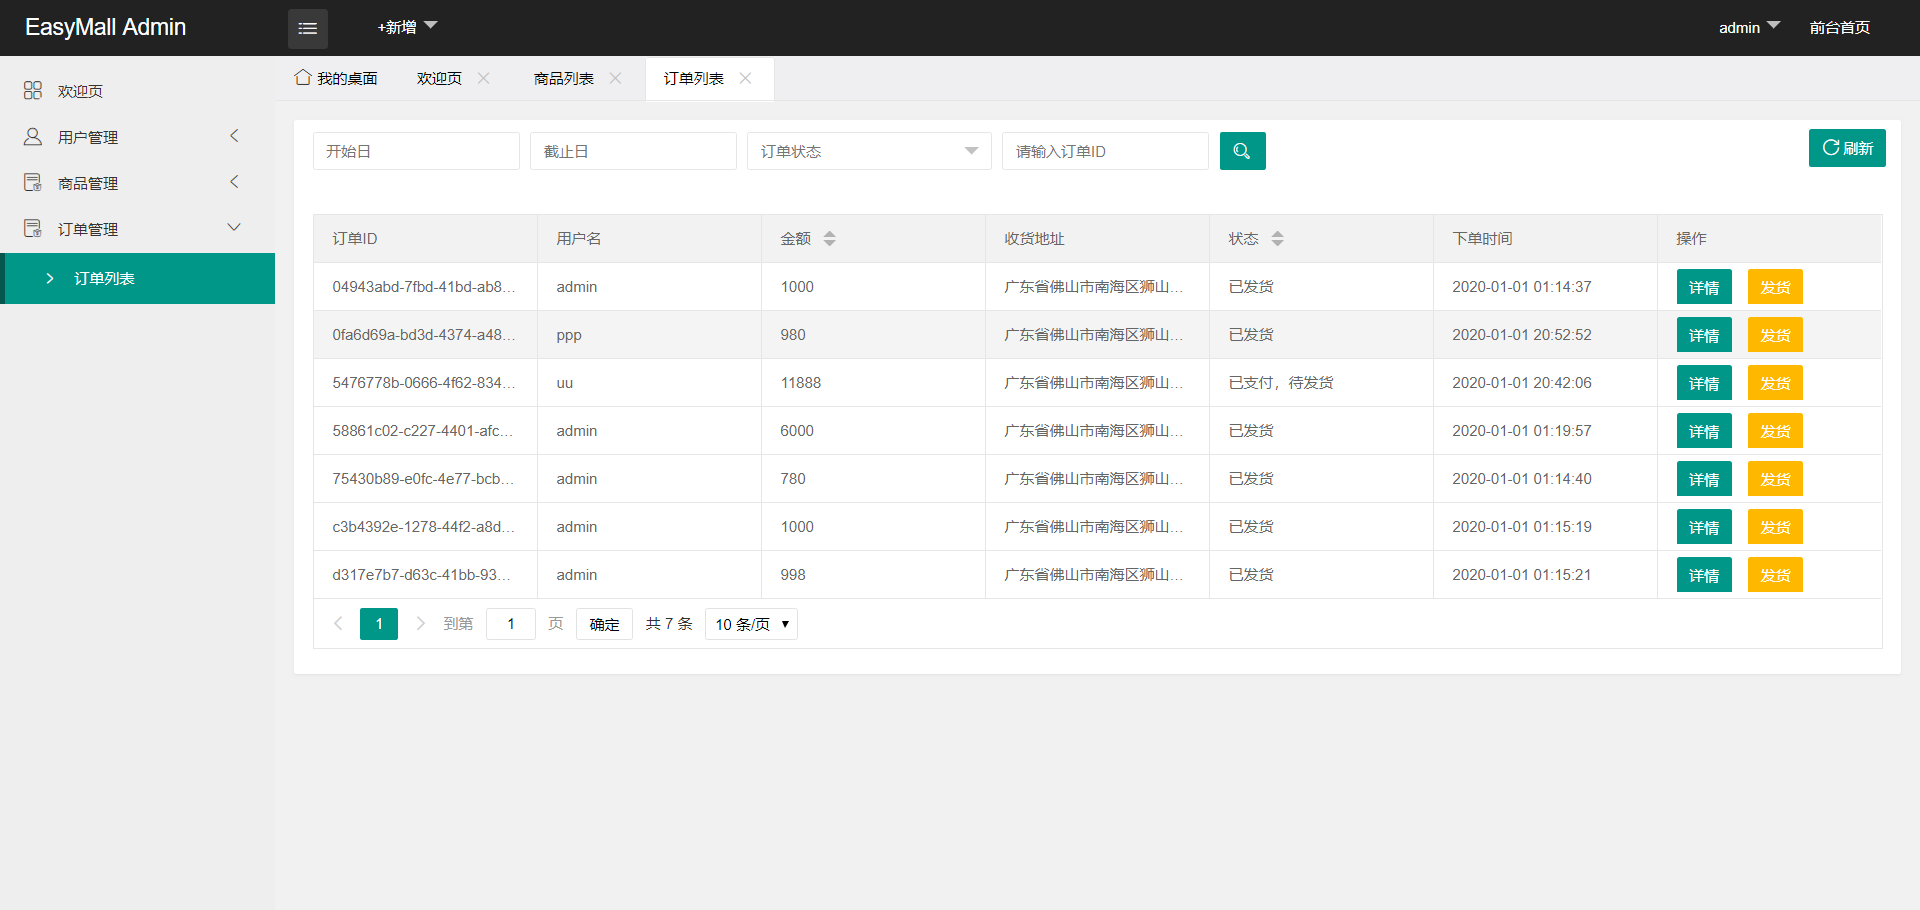 EasyMall Admin
+新增
admin
前台首页
欢迎页
用户管理
商品管理
订单管理
订单列表
我的桌面 欢迎页 商品列表 订单列表
开始日 截止日 订单状态 请输入订单ID
刷新
订单ID 用户名 金额 收货地址 状态 下单时间 操作
04943abd-7fbd-41bd-ab8... admin 1000 广东省佛山市南海区狮山... 已发货 2020-01-01 01:14:37 详情 发货
0fa6d69a-bd3d-4374-a48... ppp 980 广东省佛山市南海区狮山... 已发货 2020-01-01 20:52:52 详情 发货
5476778b-0666-4f62-834... uu 11888 广东省佛山市南海区狮山... 已支付，待发货 2020-01-01 20:42:06 详情 发货
58861c02-c227-4401-afc... admin 6000 广东省佛山市南海区狮山... 已发货 2020-01-01 01:19:57 详情 发货
75430b89-e0fc-4e77-bcb... admin 780 广东省佛山市南海区狮山... 已发货 2020-01-01 01:14:40 详情 发货
c3b4392e-1278-44f2-a8d... admin 1000 广东省佛山市南海区狮山... 已发货 2020-01-01 01:15:19 详情 发货
d317e7b7-d63c-41bb-93... admin 998 广东省佛山市南海区狮山... 已发货 2020-01-01 01:15:21 详情 发货
1 到第 1 页 确定 共 7 条 10 条/页